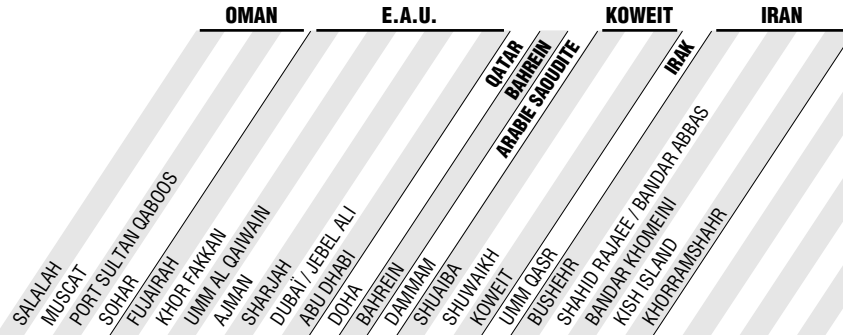 OMAN
E.A.U.
QATAR
BAHREIN
ARABIE SAOUDITE
KOWEIT
IRAK
IRAN
SALALAH
MUSCAT
PORT SULTAN QABOOS
SOHAR
FUJAIRAH
KHOR FAKKAN
UMM AL QAIWAIN
AJMAN
SHARJAH
DUBAÏ / JEBEL ALI
ABU DHABI
DOHA
BAHREIN
DAMMAM
SHUAIBA
SHUWAIKH
KOWEIT
UMM QASR
BUSHEHR
SHAHID RAJAEE / BANDAR ABBAS
BANDAR KHOMEINI
KISH ISLAND
KHORRAMSHAHR